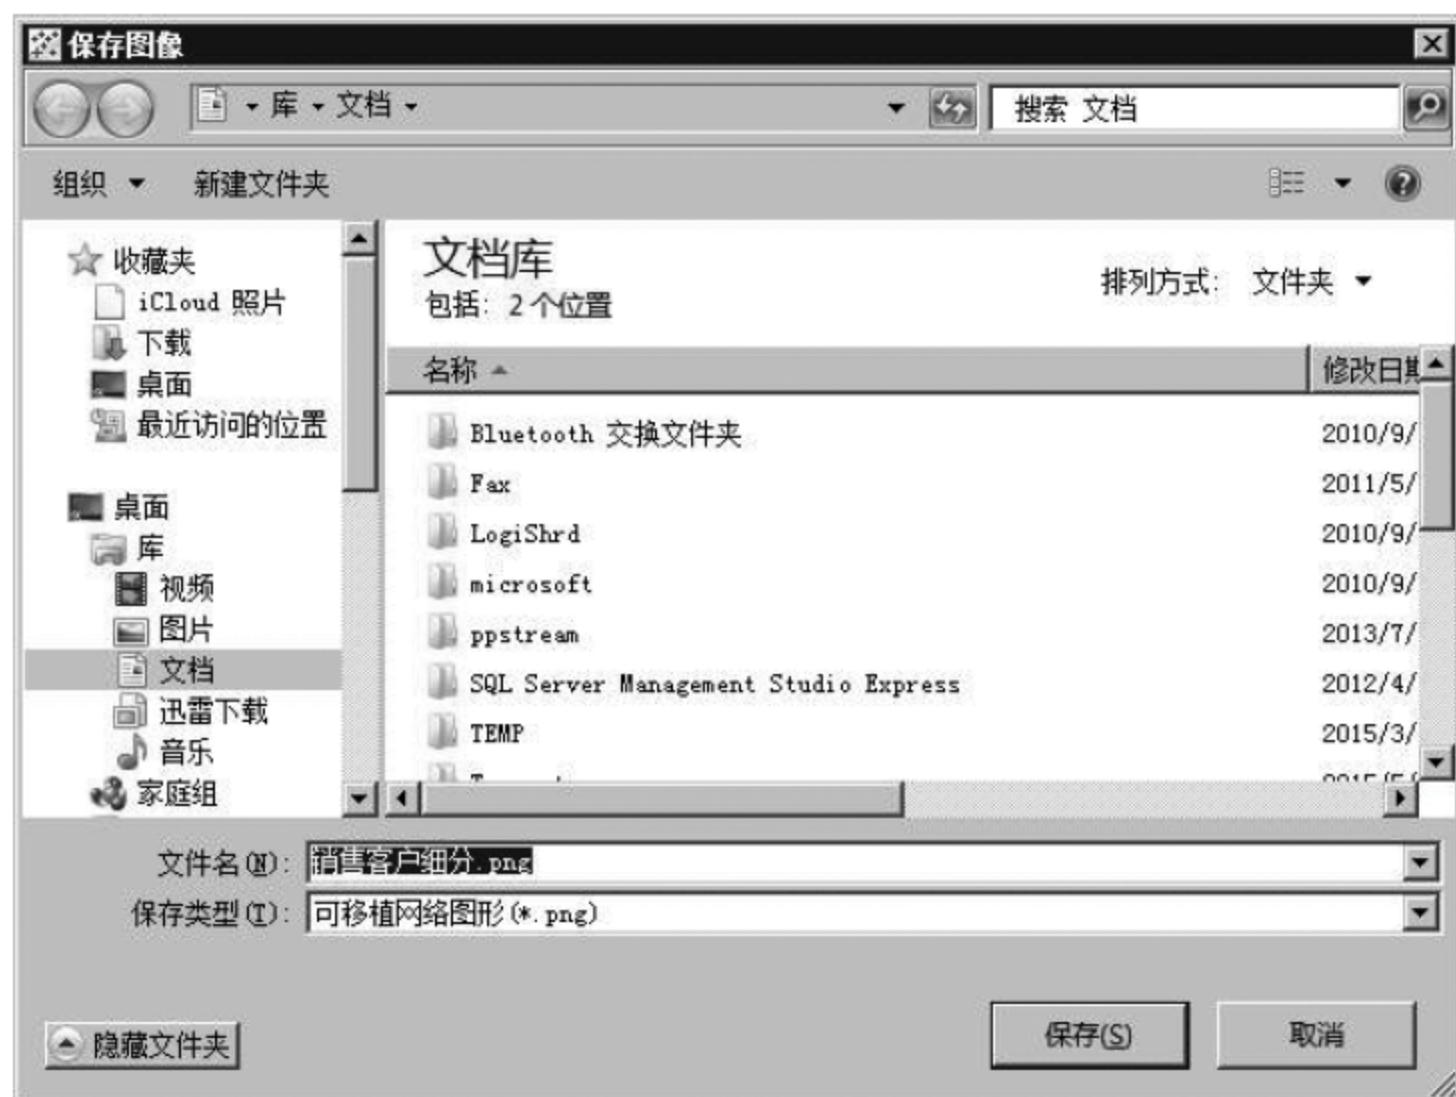 保存图像
库 文档
搜索 文档
组织
新建文件夹
收藏夹
iCloud 照片
下载
桌面
最近访问的位置
桌面
库
视频
图片
文档
迅雷下载
音乐
家庭组
文档库
包括: 2 个位置
排列方式: 文件夹
名称 修改日期
Bluetooth 交换文件夹 2010/9/
Fax 2011/5/
LogiShrd 2010/9/
microsoft 2010/9/
ppstream 2013/7/
SQL Server Management Studio Express 2012/4/
TEMP 2015/3/
文件名(N): 销售客户细分.png
保存类型(T): 可移植网络图形(*.png)
隐藏文件夹
保存(S)
取消